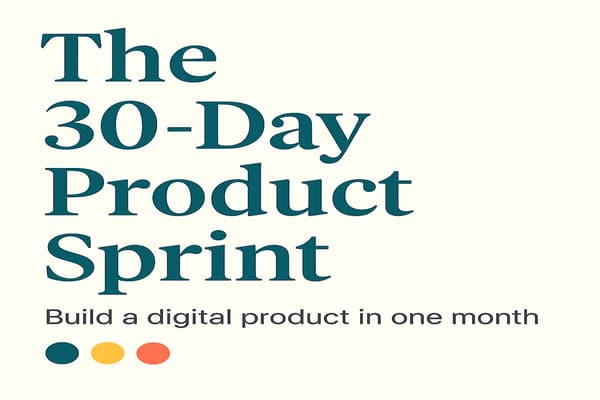 The
30-Day
Product
Sprint
Build a digital product in one month